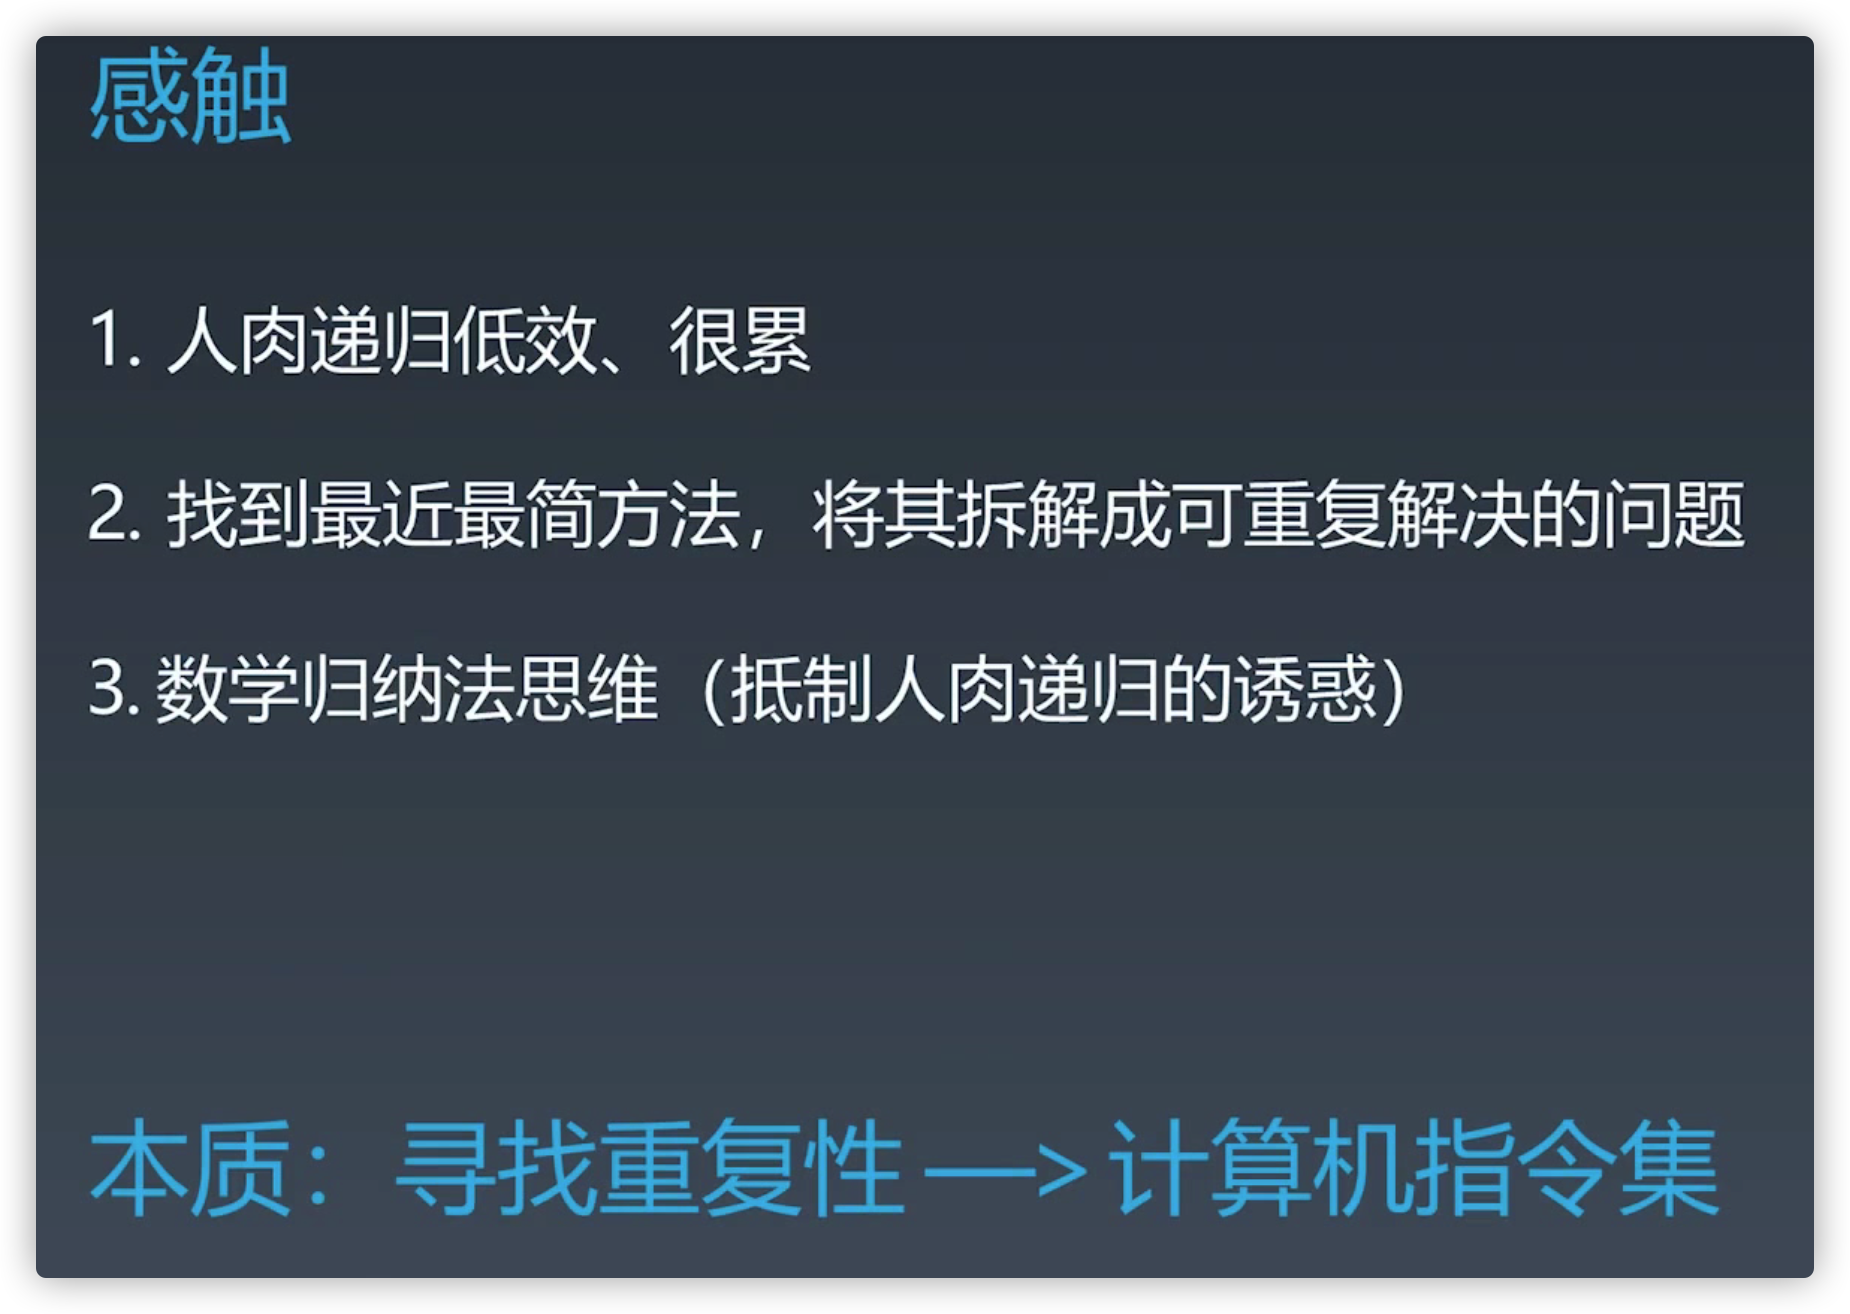 感触
1. 人肉递归低效、很累
2. 找到最近最简方法，将其拆解成可重复解决的问题
3. 数学归纳法思维（抵制人肉递归的诱惑）
本质：寻找重复性 —> 计算机指令集